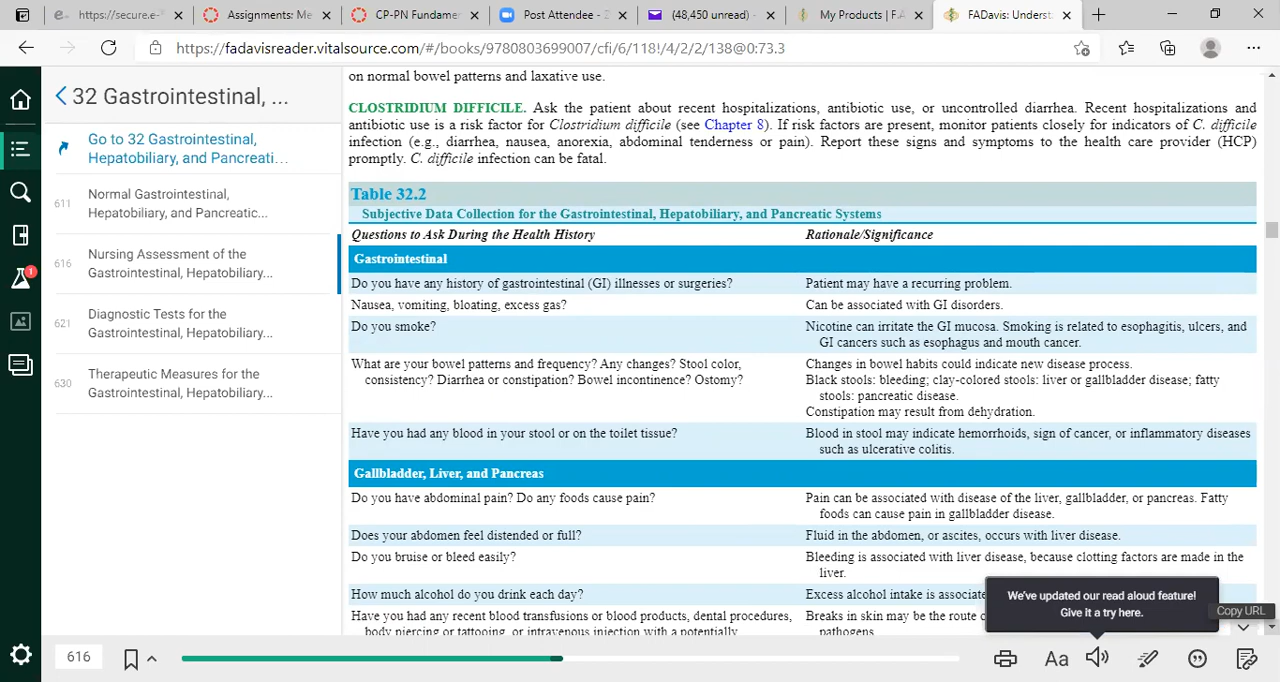 https://secure.e-
Assignments: Me
CP-PN Fundame
Post Attendee - Z
(48,450 unread) -
My Products | F.A
FADavis: Underst
https://fadavisreader.vitalsource.com/#/books/9780803699007/cfi/6/118!/4/2/2/138@0:73.3
32 Gastrointestinal, ...
Go to 32 Gastrointestinal,
Hepatobiliary, and Pancreati...
611
Normal Gastrointestinal,
Hepatobiliary, and Pancreatic...
616
Nursing Assessment of the
Gastrointestinal, Hepatobiliary...
621
Diagnostic Tests for the
Gastrointestinal, Hepatobiliary...
630
Therapeutic Measures for the
Gastrointestinal, Hepatobiliary...
1
on normal bowel patterns and laxative use.
CLOSTRIDIUM DIFFICILE. Ask the patient about recent hospitalizations, antibiotic use, or uncontrolled diarrhea. Recent hospitalizations and
antibiotic use is a risk factor for Clostridium difficile (see Chapter 8). If risk factors are present, monitor patients closely for indicators of C. difficile
infection (e.g., diarrhea, nausea, anorexia, abdominal tenderness or pain). Report these signs and symptoms to the health care provider (HCP)
promptly. C. difficile infection can be fatal.
Table 32.2
Subjective Data Collection for the Gastrointestinal, Hepatobiliary, and Pancreatic Systems
Questions to Ask During the Health History
Rationale/Significance
Gastrointestinal
Do you have any history of gastrointestinal (GI) illnesses or surgeries?
Patient may have a recurring problem.
Nausea, vomiting, bloating, excess gas?
Can be associated with GI disorders.
Do you smoke?
Nicotine can irritate the GI mucosa. Smoking is related to esophagitis, ulcers, and
GI cancers such as esophagus and mouth cancer.
What are your bowel patterns and frequency? Any changes? Stool color,
consistency? Diarrhea or constipation? Bowel incontinence? Ostomy?
Changes in bowel habits could indicate new disease process.
Black stools: bleeding; clay-colored stools: liver or gallbladder disease; fatty
stools: pancreatic disease.
Constipation may result from dehydration.
Have you had any blood in your stool or on the toilet tissue?
Blood in stool may indicate hemorrhoids, sign of cancer, or inflammatory diseases
such as ulcerative colitis.
Gallbladder, Liver, and Pancreas
Do you have abdominal pain? Do any foods cause pain?
Pain can be associated with disease of the liver, gallbladder, or pancreas. Fatty
foods can cause pain in gallbladder disease.
Does your abdomen feel distended or full?
Fluid in the abdomen, or ascites, occurs with liver disease.
Do you bruise or bleed easily?
Bleeding is associated with liver disease, because clotting factors are made in the
liver.
How much alcohol do you drink each day?
Excess alcohol intake is associate
Have you had any recent blood transfusions or blood products, dental procedures,
body piercing or tattooing, or intravenous injection with a potentially
Breaks in skin may be the route o
pathogens.
We've updated our read aloud feature!
Give it a try here.
Copy URL
616
Aa